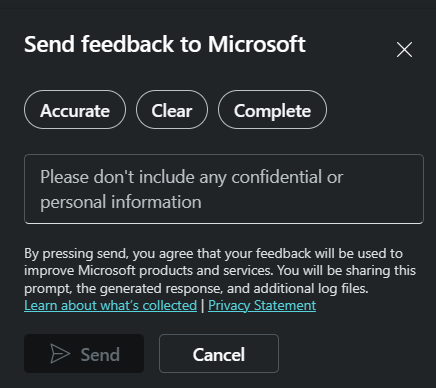 Send feedback to Microsoft
Accurate
Clear
Complete
Please don't include any confidential or
personal information
By pressing send, you agree that your feedback will be used to
improve Microsoft products and services. You will be sharing this
prompt, the generated response, and additional log files.
Learn about what's collected | Privacy Statement
Send
Cancel